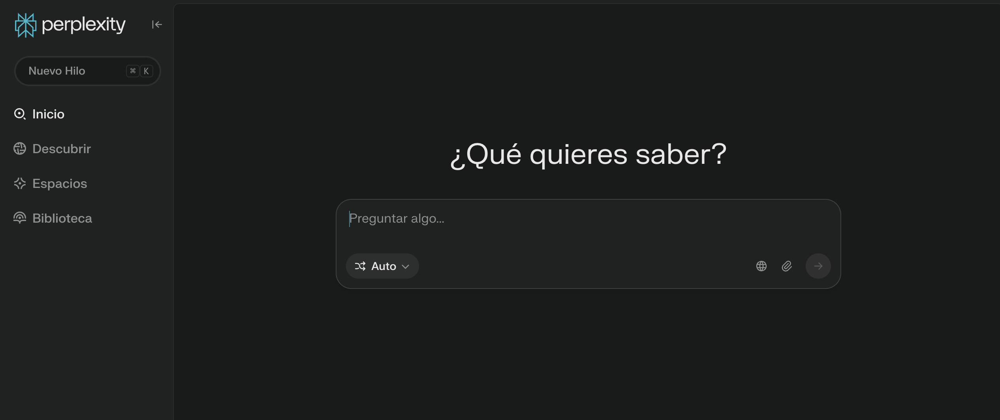 perplexity
Nuevo Hilo ⌘ K
Inicio
Descubrir
Espacios
Biblioteca
¿Qué quieres saber?
Preguntar algo...
Auto